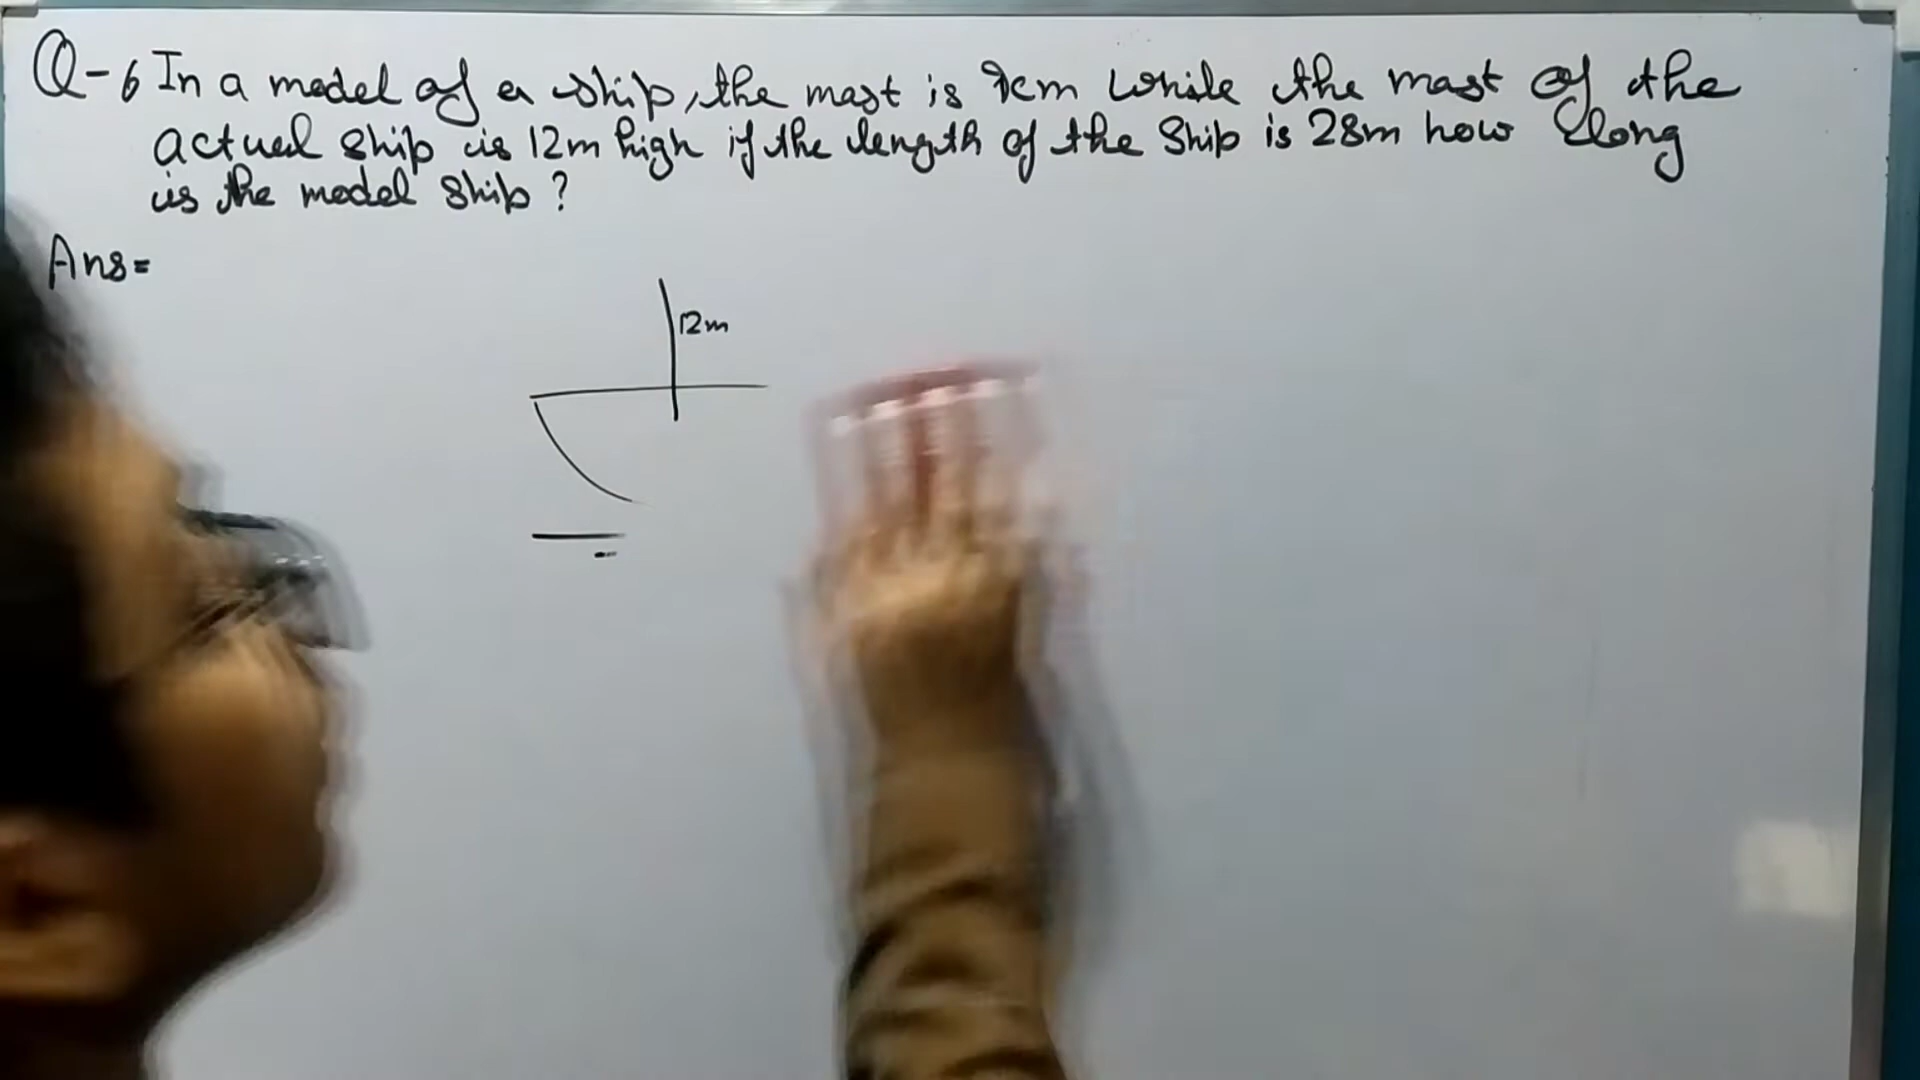 Q-6 In a model of a ship, the mast is 9cm while the mast of the
actual ship is 12m high if the length of the Ship is 28m how long
is the model ship ?
Ans=
12m